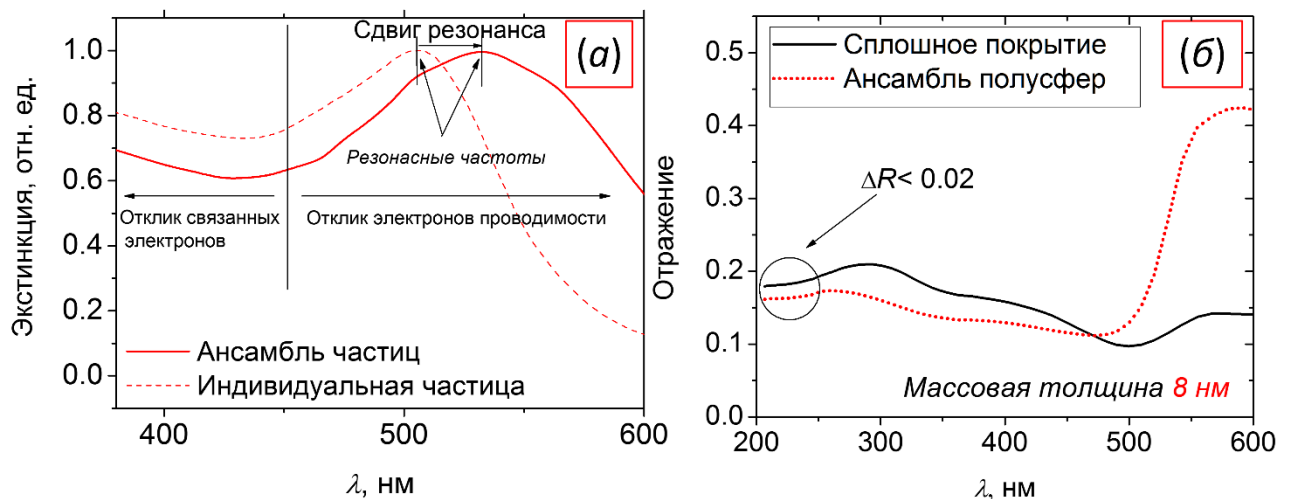 Сдвиг резонанса
(а)
Экстинкция, отн. ед.
1.0
0.8
0.6
0.4
0.2
0.0
Резонасные частоты
Отклик связанных
электронов
Отклик электронов проводимости
Ансамбль частиц
Индивидуальная частица
400
500
600
λ, нм
(б)
Сплошное покрытие
Ансамбль полусфер
Отражение
0.5
0.4
0.3
0.2
0.1
0.0
ΔR< 0.02
Массовая толщина 8 нм
200
300
400
500
600
λ, нм